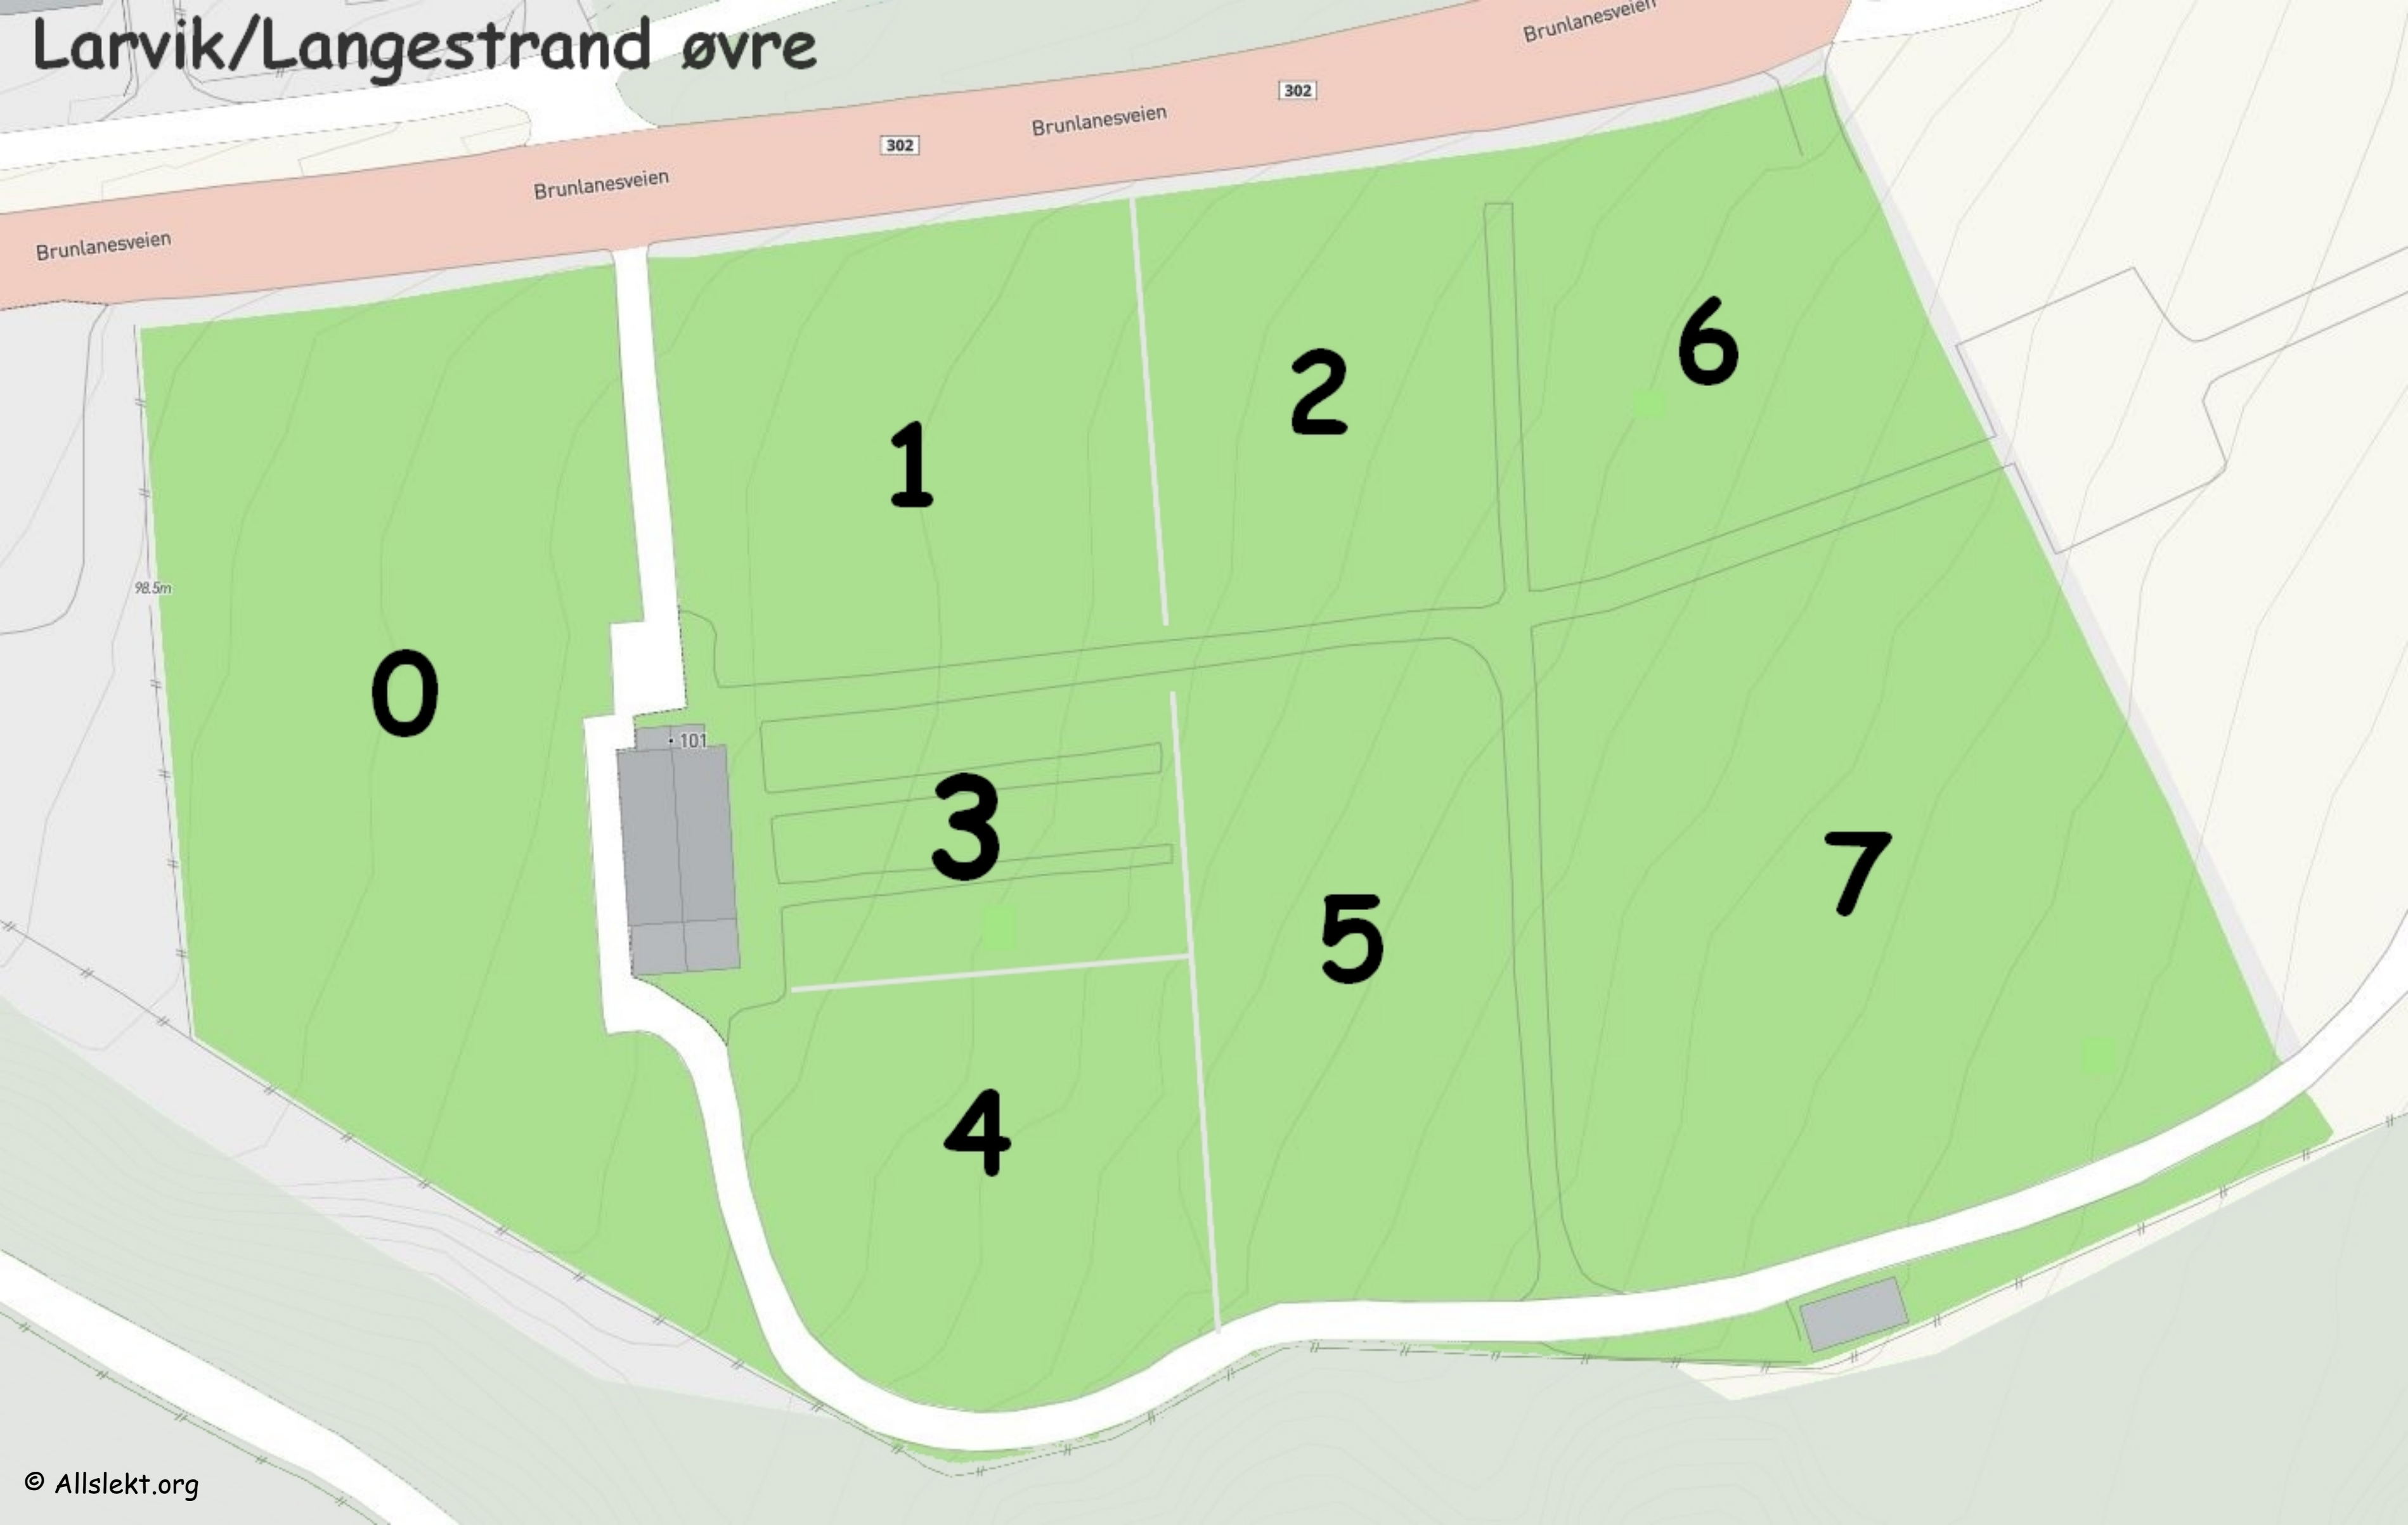 Larvik/Langestrand øvre
Brunlanesveien
302
Brunlanesveien
302
Brunlanesveien
Brunlanesveien
6
2
1
98.5m
0
101
3
7
5
4
© Allslekt.org